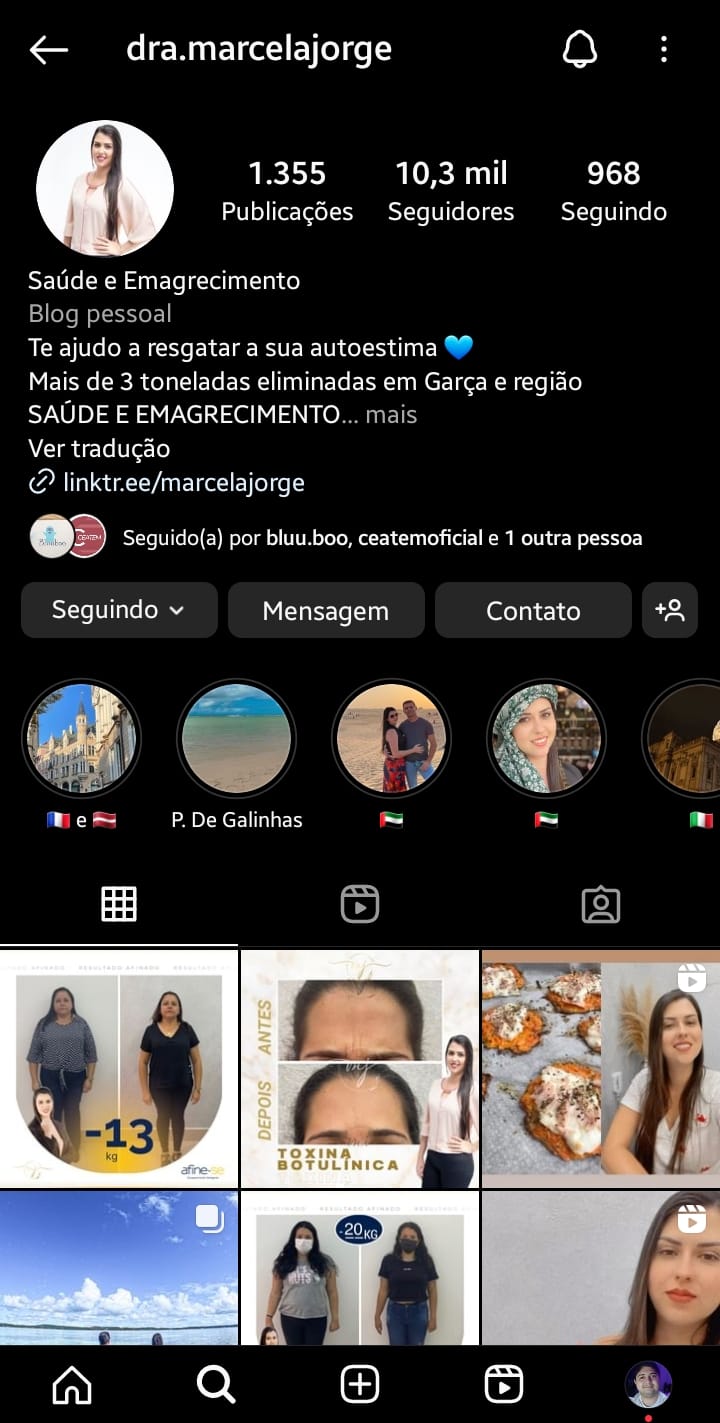 dra.marcelajorge
1.355
Publicações
10,3 mil
Seguidores
968
Seguindo
Saúde e Emagrecimento
Blog pessoal
Te ajudo a resgatar a sua autoestima 💙
Mais de 3 toneladas eliminadas em Garça e região
SAÚDE E EMAGRECIMENTO... mais
Ver tradução
linktr.ee/marcelajorge
CEATEM
Seguido(a) por bluu.boo, ceatemoficial e 1 outra pessoa
Seguindo
Mensagem
Contato
🇫🇷 e 🇱🇻
P. De Galinhas
🇦🇪
🇦🇪
🇮🇹
RESULTADO AFINADO
-13
kg
afine-se
ANTES
DEPOIS
TOXINA
BOTULÍNICA
RESULTADO AFINADO
-20 KG